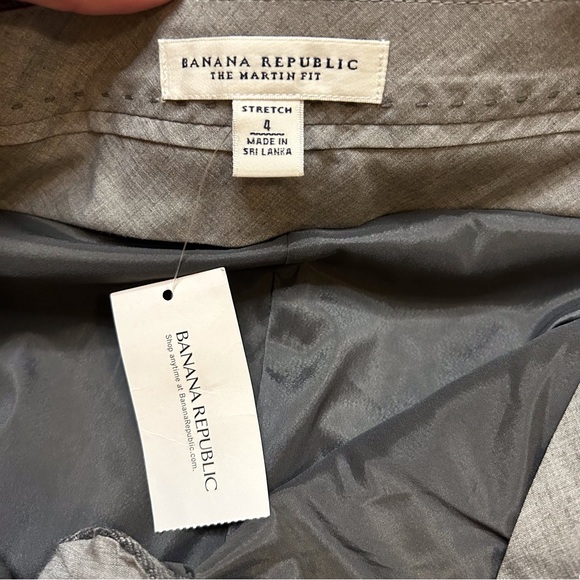 BANANA REPUBLIC
THE MARTIN FIT
STRETCH
4
MADE IN
SRI LANKA
BANANA REPUBLIC
Shop anytime at BananaRepublic.com.